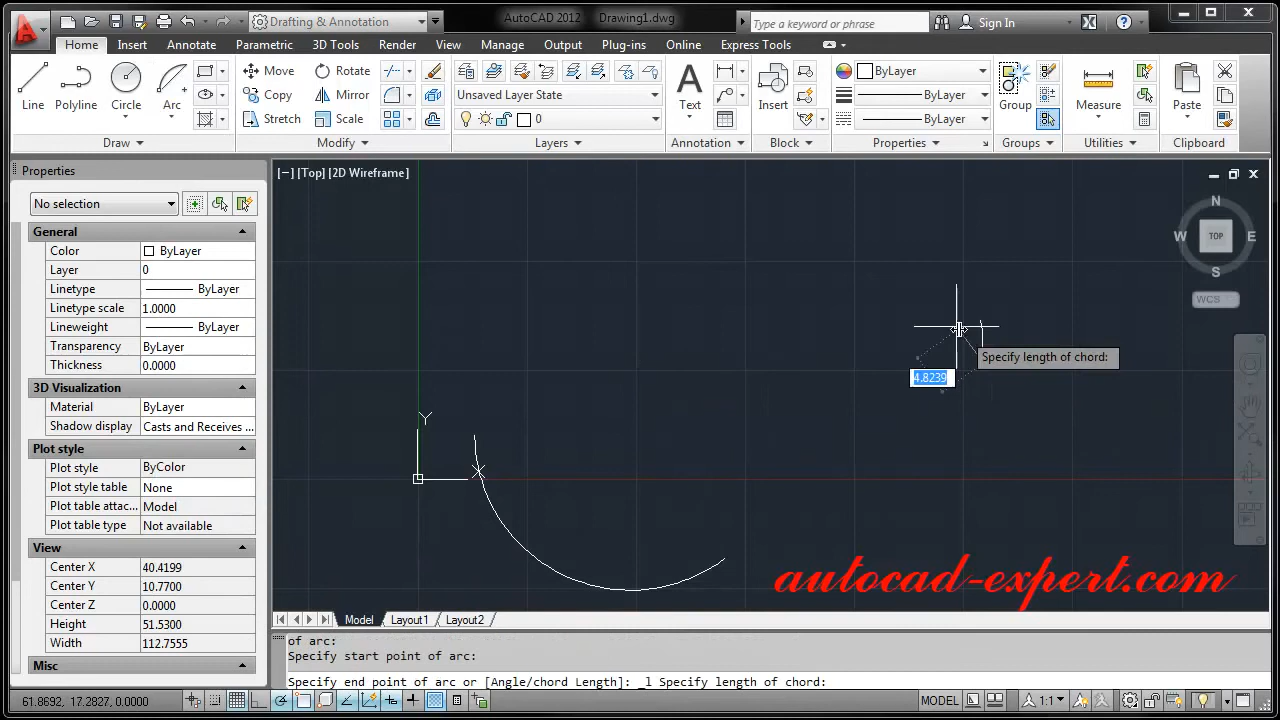 Drafting & Annotation
AutoCAD 2012 Drawing1.dwg
Type a keyword or phrase
Sign In
Home Insert Annotate Parametric 3D Tools Render View Manage Output Plug-ins Online Express Tools
Line Polyline Circle Arc
Move Rotate
Copy Mirror
Stretch Scale
Unsaved Layer State
0
Text
Insert
ByLayer
ByLayer
ByLayer
Group
Measure
Paste
Draw Modify Layers Annotation Block Properties Groups Utilities Clipboard
Properties
No selection
General
Color ByLayer
Layer 0
Linetype ByLayer
Linetype scale 1.0000
Lineweight ByLayer
Transparency ByLayer
Thickness 0.0000
3D Visualization
Material ByLayer
Shadow display Casts and Receives ...
Plot style
Plot style ByColor
Plot style table None
Plot table attac... Model
Plot table type Not available
View
Center X 40.4199
Center Y 10.7700
Center Z 0.0000
Height 51.5300
Width 112.7555
Misc
[−] [Top] [2D Wireframe]
N
W TOP E
S
WCS
Specify length of chord:
4.8239
Y
autocad-expert.com
Model Layout1 Layout2
of arc:
Specify start point of arc:
Specify end point of arc or [Angle/chord Length]: _l Specify length of chord:
61.8692, 17.2827, 0.0000
MODEL
1:1